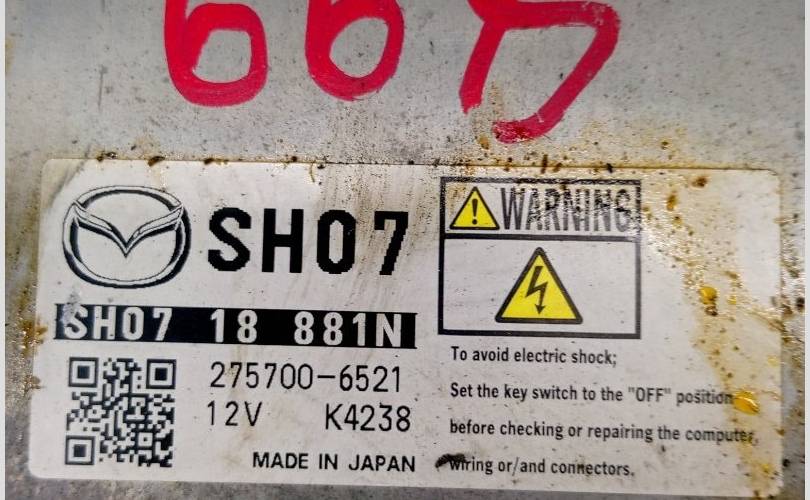 SH07
SH07 18 881N
275700-6521
12V K4238
MADE IN JAPAN
WARNING
To avoid electric shock;
Set the key switch to the "OFF" position
before checking or repairing the computer,
wiring or/and connectors.